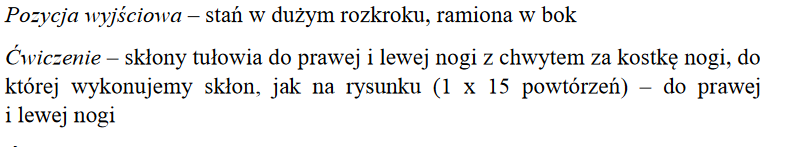 Pozycja wyjściowa – stań w dużym rozkroku, ramiona w bok
Ćwiczenie – skłony tułowia do prawej i lewej nogi z chwytem za kostkę nogi, do
której wykonujemy skłon, jak na rysunku (1 x 15 powtórzeń) – do prawej
i lewej nogi